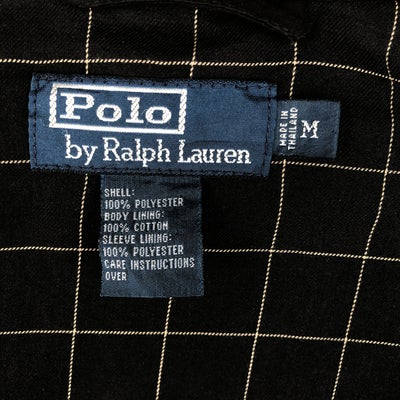 Polo
by Ralph Lauren
MADE IN
THAILAND
M
SHELL:
100% POLYESTER
BODY LINING:
100% COTTON
SLEEVE LINING:
100% POLYESTER
CARE INSTRUCTIONS
OVER